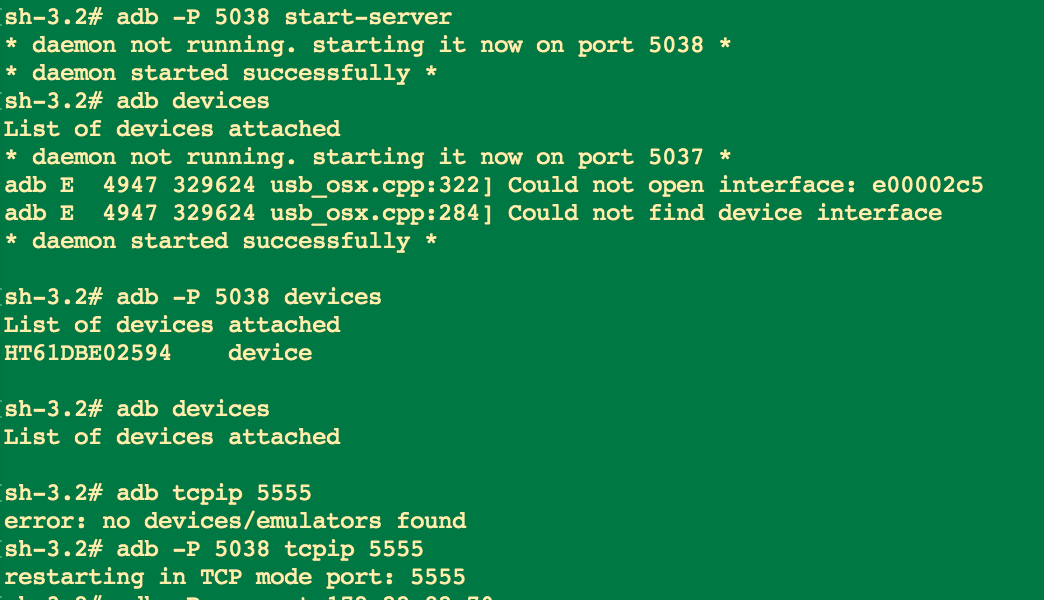 sh-3.2# adb -P 5038 start-server
* daemon not running. starting it now on port 5038 *
* daemon started successfully *
sh-3.2# adb devices
List of devices attached
* daemon not running. starting it now on port 5037 *
adb E  4947 329624 usb_osx.cpp:322] Could not open interface: e00002c5
adb E  4947 329624 usb_osx.cpp:284] Could not find device interface
* daemon started successfully *
sh-3.2# adb -P 5038 devices
List of devices attached
HT61DBE02594    device
sh-3.2# adb devices
List of devices attached
sh-3.2# adb tcpip 5555
error: no devices/emulators found
sh-3.2# adb -P 5038 tcpip 5555
restarting in TCP mode port: 5555